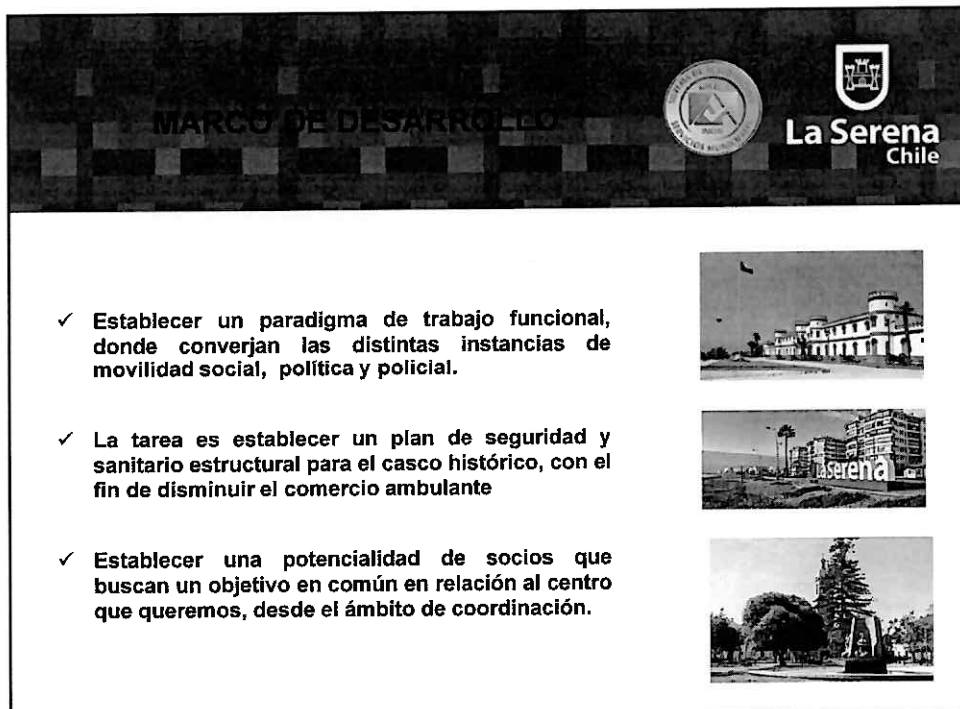 MARCO DE DESARROLLO
La Serena
Chile
✓ Establecer un paradigma de trabajo funcional,
donde converjan las distintas instancias de
movilidad social, política y policial.
✓ La tarea es establecer un plan de seguridad y
sanitario estructural para el casco histórico, con el
fin de disminuir el comercio ambulante
✓ Establecer una potencialidad de socios que
buscan un objetivo en común en relación al centro
que queremos, desde el ámbito de coordinación.
laserena